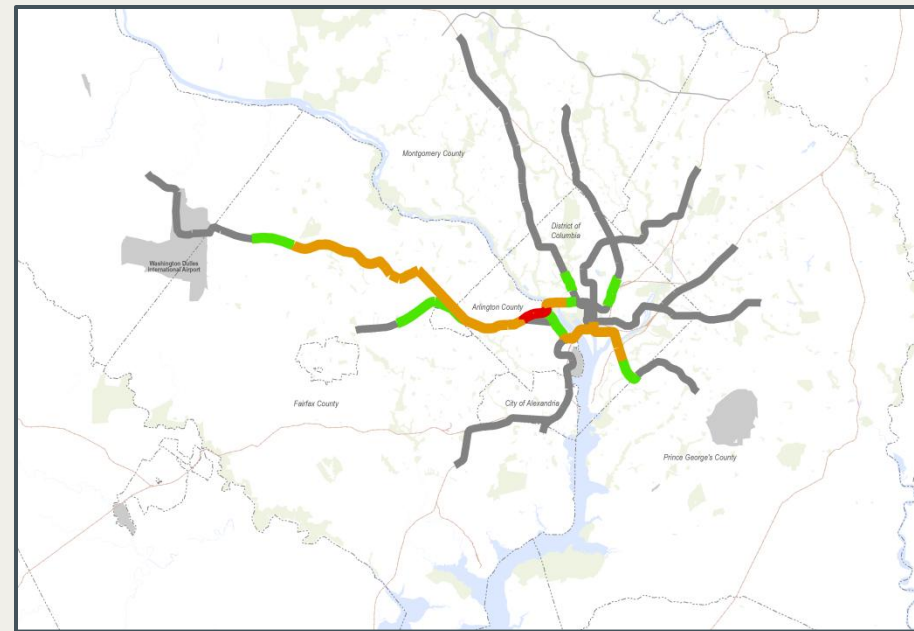 Montgomery County
District of
Columbia
Washington Dulles
International Airport
Arlington County
Fairfax County
City of Alexandria
Prince George's County